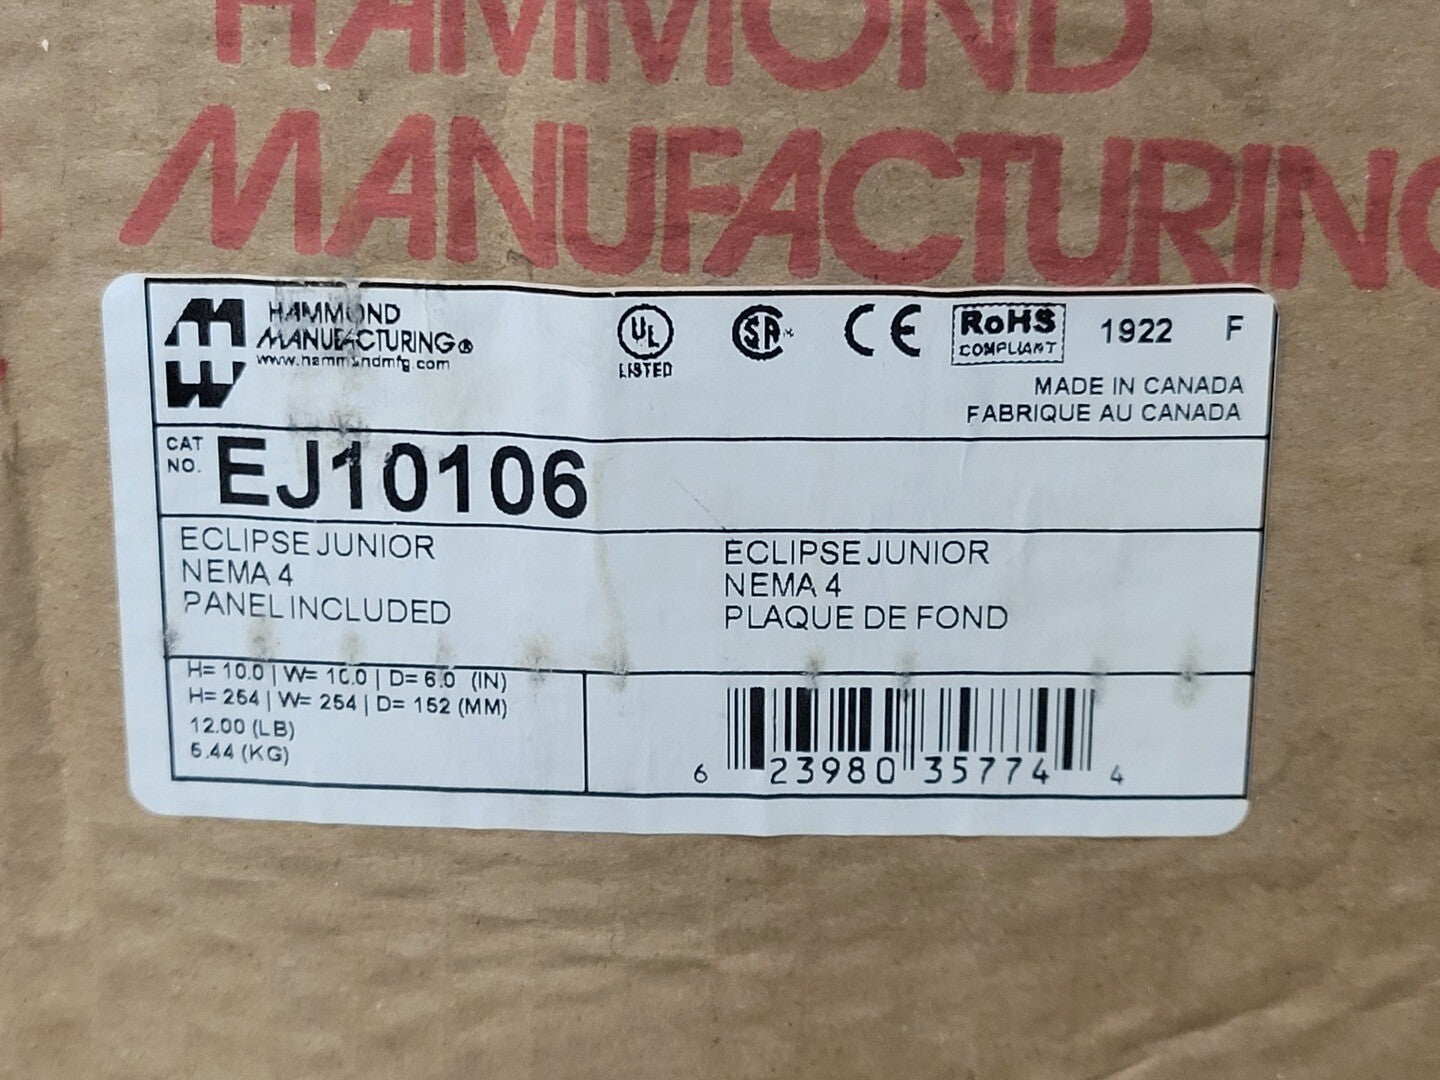 HAMMOND
MANUFACTURING
HAMMOND
MANUFACTURING®
www.hammondmfg.com
UL
LISTED
SA
CE
RoHS
COMPLIANT
1922 F
MADE IN CANADA
FABRIQUE AU CANADA
CAT
NO. EJ10106
ECLIPSE JUNIOR
NEMA 4
PANEL INCLUDED
ECLIPSE JUNIOR
NEMA 4
PLAQUE DE FOND
H= 10.0 | W= 10.0 | D= 6.0 (IN)
H= 254 | W= 254 | D= 152 (MM)
12.00 (LB)
5.44 (KG)
6 23980 35774 4